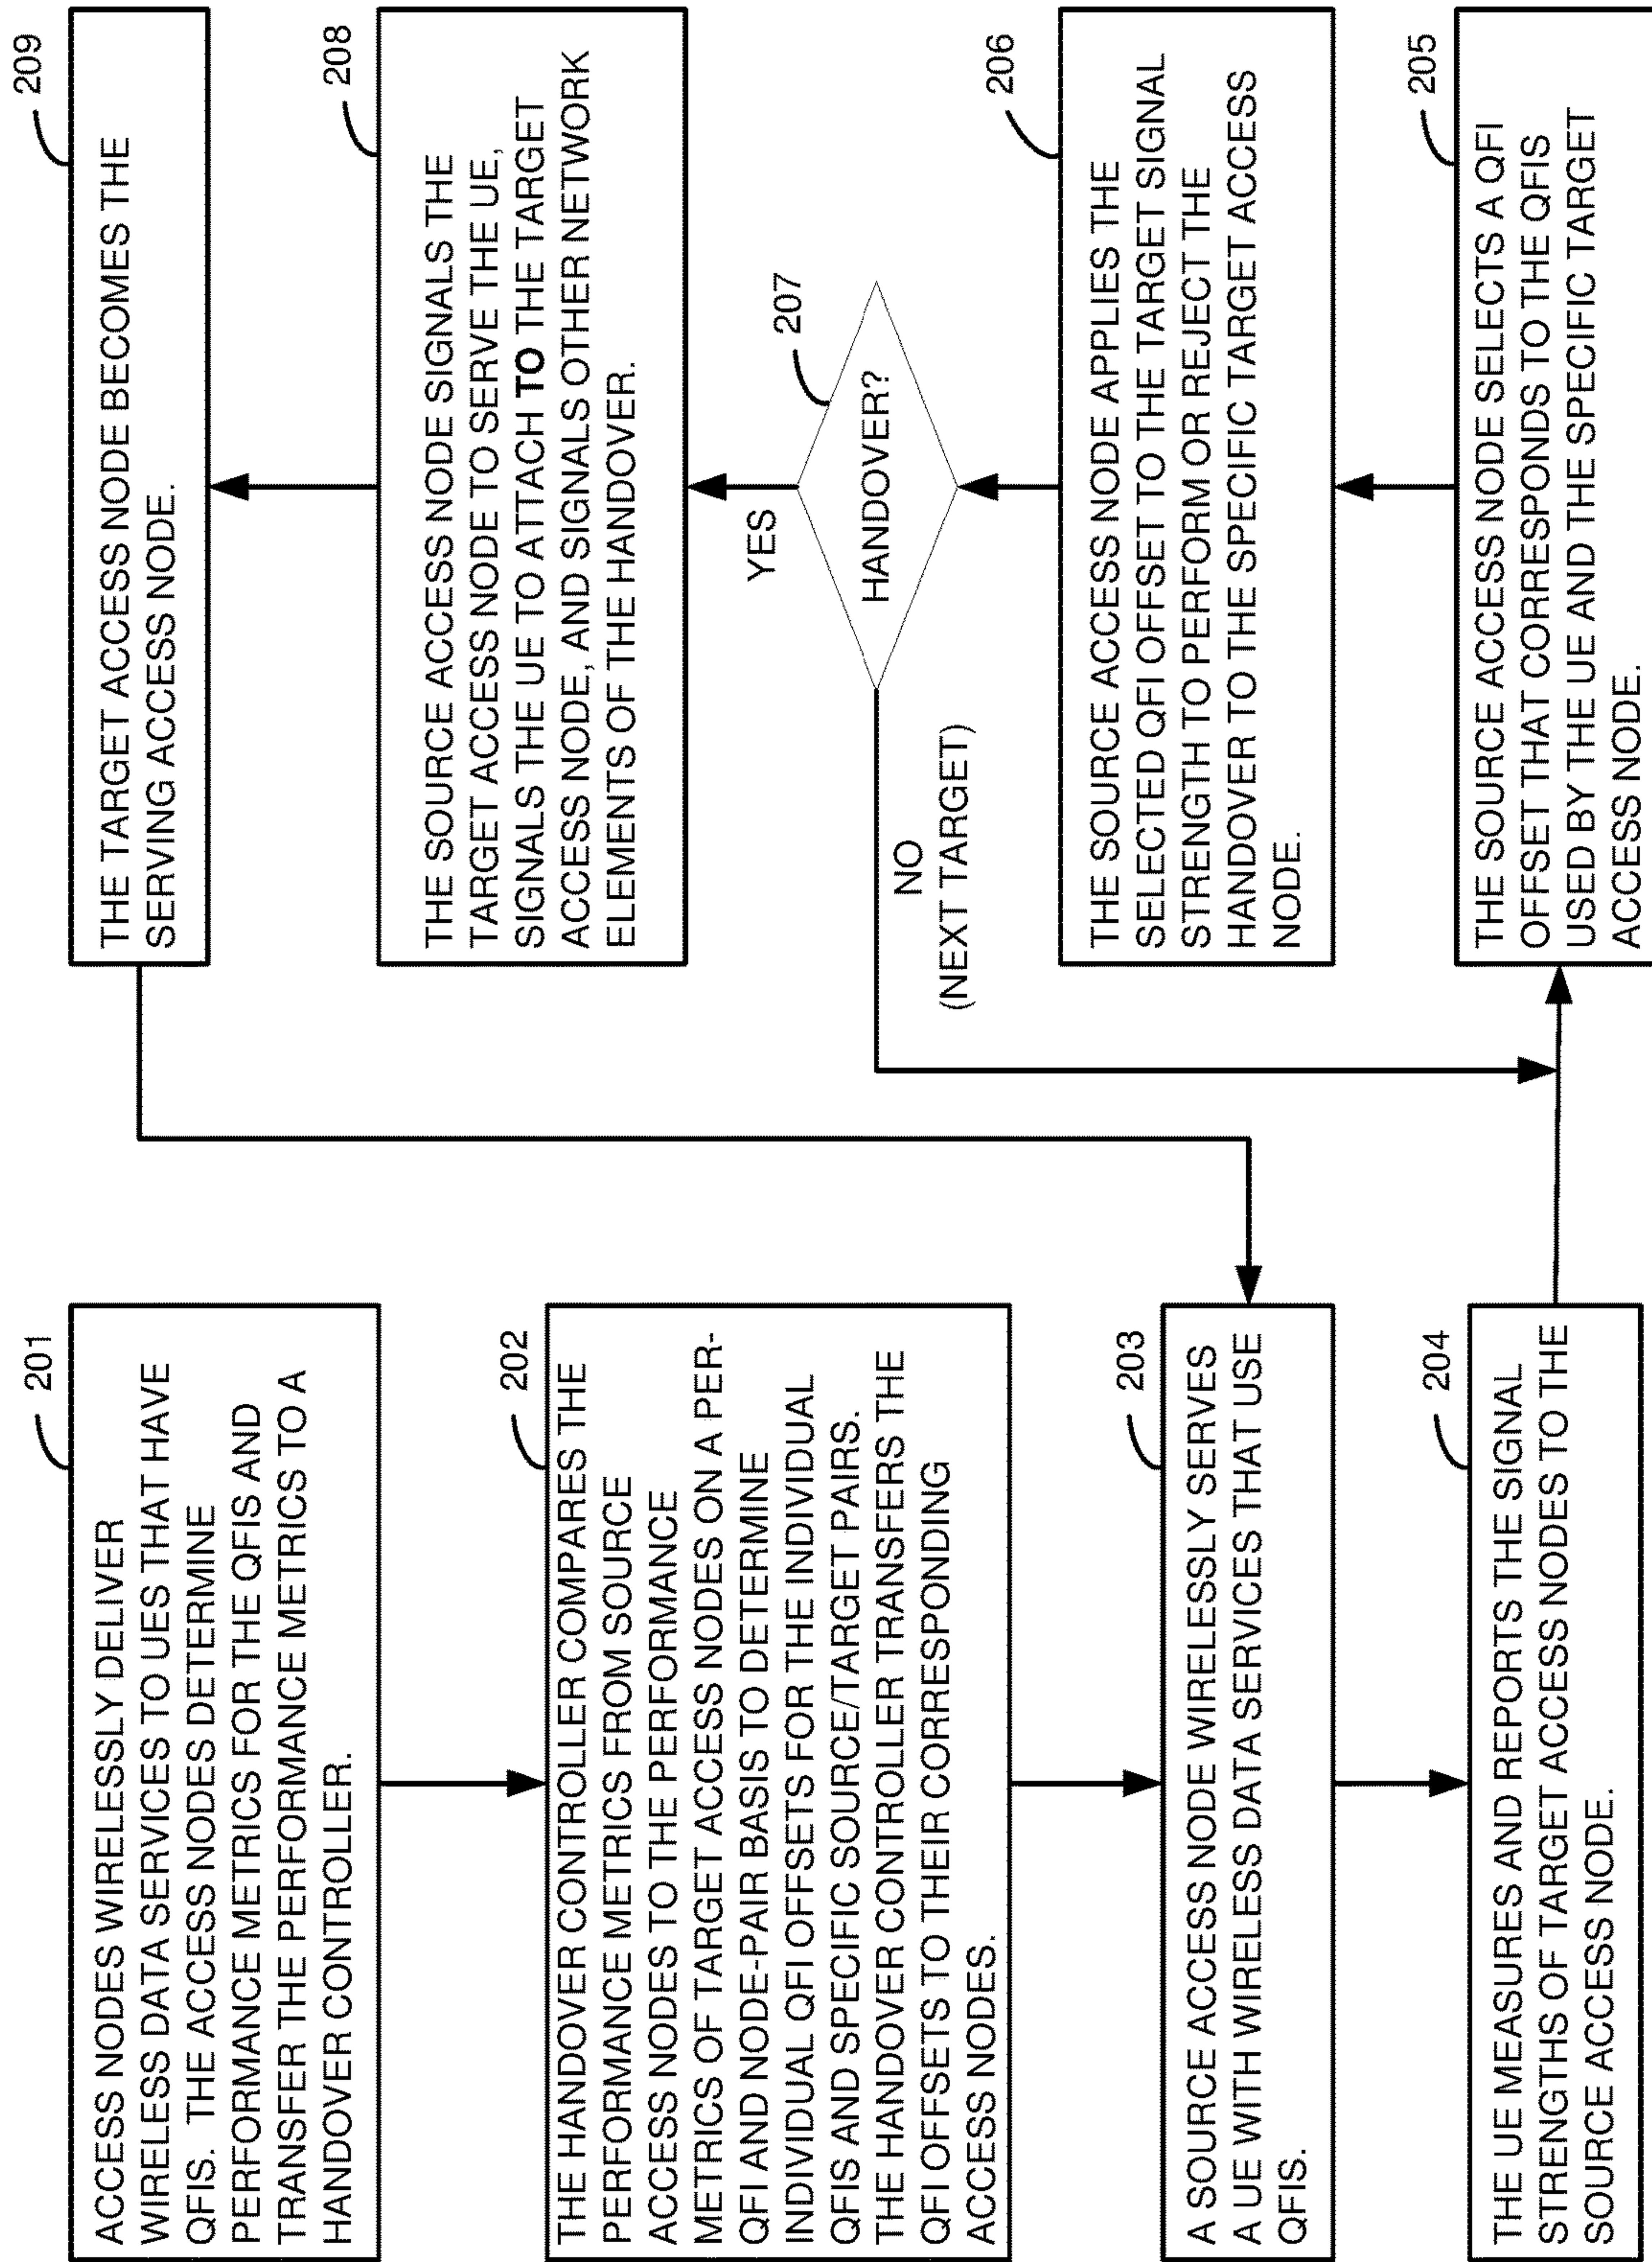 201
ACCESS NODES WIRELESSLY DELIVER
WIRELESS DATA SERVICES TO UES THAT HAVE
QFIS. THE ACCESS NODES DETERMINE
PERFORMANCE METRICS FOR THE QFIS AND
TRANSFER THE PERFORMANCE METRICS TO A
HANDOVER CONTROLLER.
202
THE HANDOVER CONTROLLER COMPARES THE
PERFORMANCE METRICS FROM SOURCE
ACCESS NODES TO THE PERFORMANCE
METRICS OF TARGET ACCESS NODES ON A PER-
QFI AND NODE-PAIR BASIS TO DETERMINE
INDIVIDUAL QFI OFFSETS FOR THE INDIVIDUAL
QFIS AND SPECIFIC SOURCE/TARGET PAIRS.
THE HANDOVER CONTROLLER TRANSFERS THE
QFI OFFSETS TO THEIR CORRESPONDING
ACCESS NODES.
203
A SOURCE ACCESS NODE WIRELESSLY SERVES
A UE WITH WIRELESS DATA SERVICES THAT USE
QFIS.
204
THE UE MEASURES AND REPORTS THE SIGNAL
STRENGTHS OF TARGET ACCESS NODES TO THE
SOURCE ACCESS NODE.
205
THE SOURCE ACCESS NODE SELECTS A QFI
OFFSET THAT CORRESPONDS TO THE QFIS
USED BY THE UE AND THE SPECIFIC TARGET
ACCESS NODE.
206
THE SOURCE ACCESS NODE APPLIES THE
SELECTED QFI OFFSET TO THE TARGET SIGNAL
STRENGTH TO PERFORM OR REJECT THE
HANDOVER TO THE SPECIFIC TARGET ACCESS
NODE.
207
HANDOVER?
NO
(NEXT TARGET)
YES
208
THE SOURCE ACCESS NODE SIGNALS THE
TARGET ACCESS NODE TO SERVE THE UE,
SIGNALS THE UE TO ATTACH TO THE TARGET
ACCESS NODE, AND SIGNALS OTHER NETWORK
ELEMENTS OF THE HANDOVER.
209
THE TARGET ACCESS NODE BECOMES THE
SERVING ACCESS NODE.